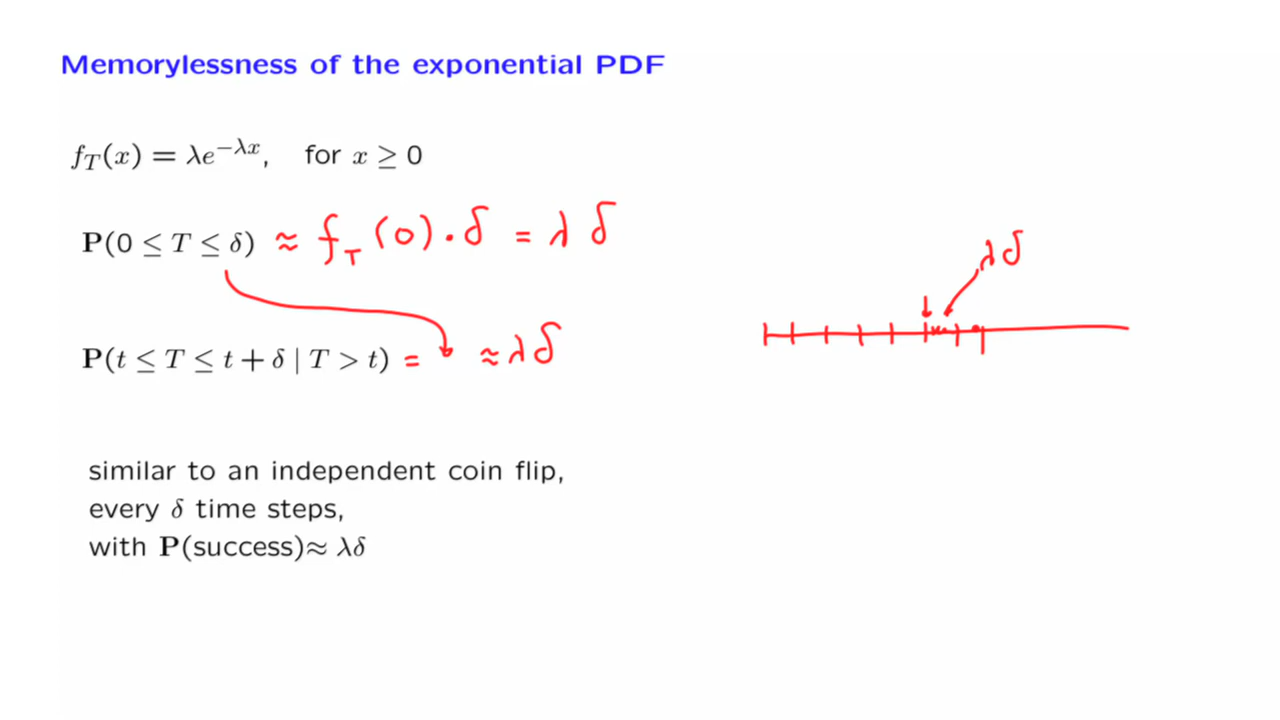 Memorylessness of the exponential PDF
f_T(x) = λe^{−λx}, for x ≥ 0
P(0 ≤ T ≤ δ) ≈ f_T(0) · δ = λδ
λδ
P(t ≤ T ≤ t + δ | T > t) = ≈ λδ
similar to an independent coin flip,
every δ time steps,
with P(success)≈ λδ